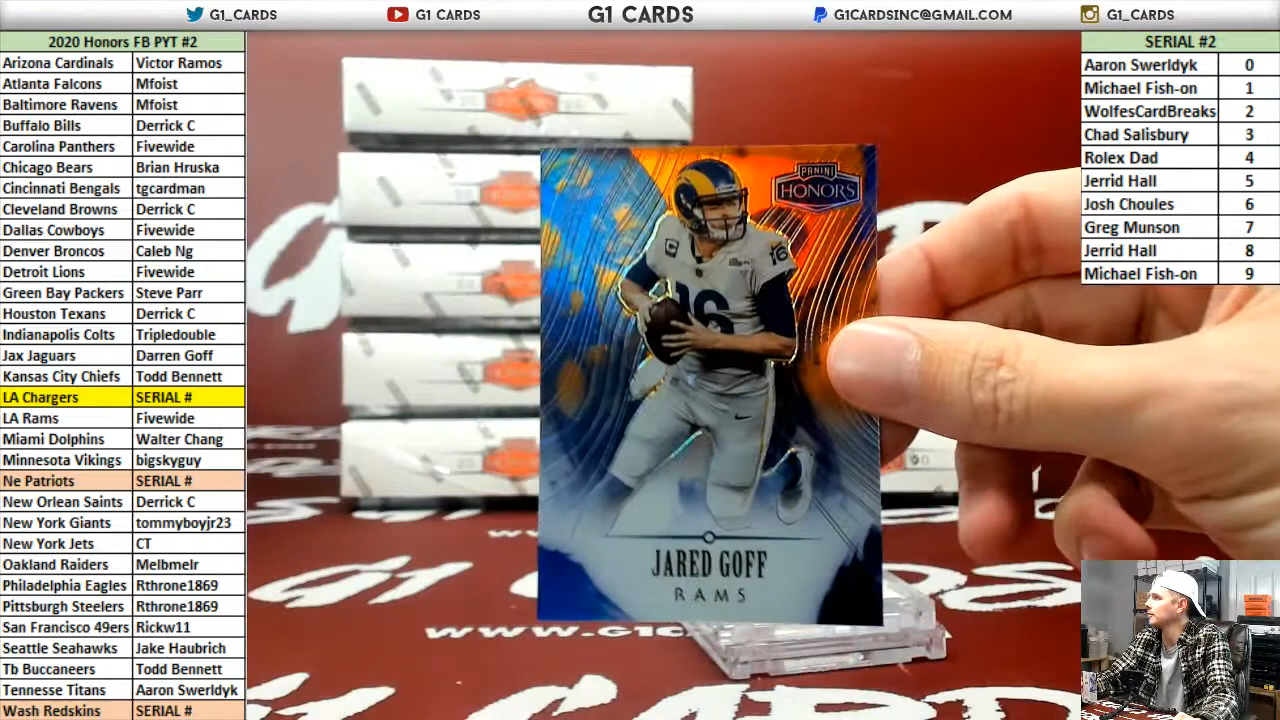 G1_CARDS
G1 CARDS
G1 CARDS
G1CARDSINC@GMAIL.COM
G1_CARDS
2020 Honors FB PYT #2
Arizona Cardinals Victor Ramos
Atlanta Falcons Mfoist
Baltimore Ravens Mfoist
Buffalo Bills Derrick C
Carolina Panthers Fivewide
Chicago Bears Brian Hruska
Cincinnati Bengals tgcardman
Cleveland Browns Derrick C
Dallas Cowboys Fivewide
Denver Broncos Caleb Ng
Detroit Lions Fivewide
Green Bay Packers Steve Parr
Houston Texans Derrick C
Indianapolis Colts Tripledouble
Jax Jaguars Darren Goff
Kansas City Chiefs Todd Bennett
LA Chargers SERIAL #
LA Rams Fivewide
Miami Dolphins Walter Chang
Minnesota Vikings bigskyguy
Ne Patriots SERIAL #
New Orlean Saints Derrick C
New York Giants tommyboyjr23
New York Jets CT
Oakland Raiders Melbmelr
Philadelphia Eagles Rthrone1869
Pittsburgh Steelers Rthrone1869
San Francisco 49ers Rickw11
Seattle Seahawks Jake Haubrich
Tb Buccaneers Todd Bennett
Tennesse Titans Aaron Swerldyk
Wash Redskins SERIAL #
PANINI
HONORS
C
16
16
JARED GOFF
RAMS
WWW.G1C
SERIAL #2
Aaron Swerldyk 0
Michael Fish-on 1
WolfesCardBreaks 2
Chad Salisbury 3
Rolex Dad 4
Jerrid Hall 5
Josh Choules 6
Greg Munson 7
Jerrid Hall 8
Michael Fish-on 9